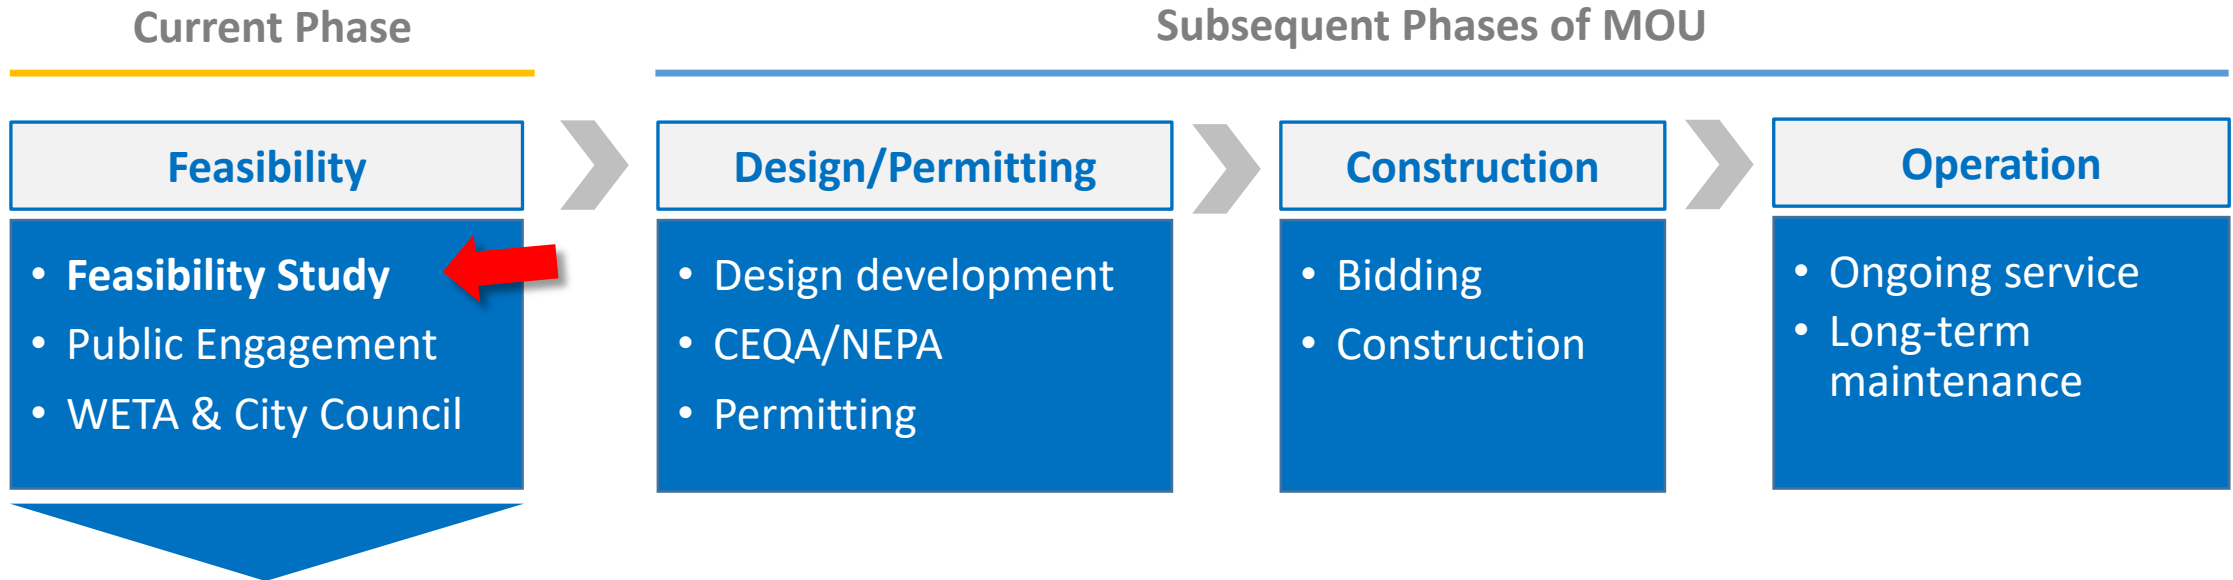 Current Phase
Subsequent Phases of MOU
Feasibility
• Feasibility Study
• Public Engagement
• WETA & City Council
Design/Permitting
• Design development
• CEQA/NEPA
• Permitting
Construction
• Bidding
• Construction
Operation
• Ongoing service
• Long-term
maintenance